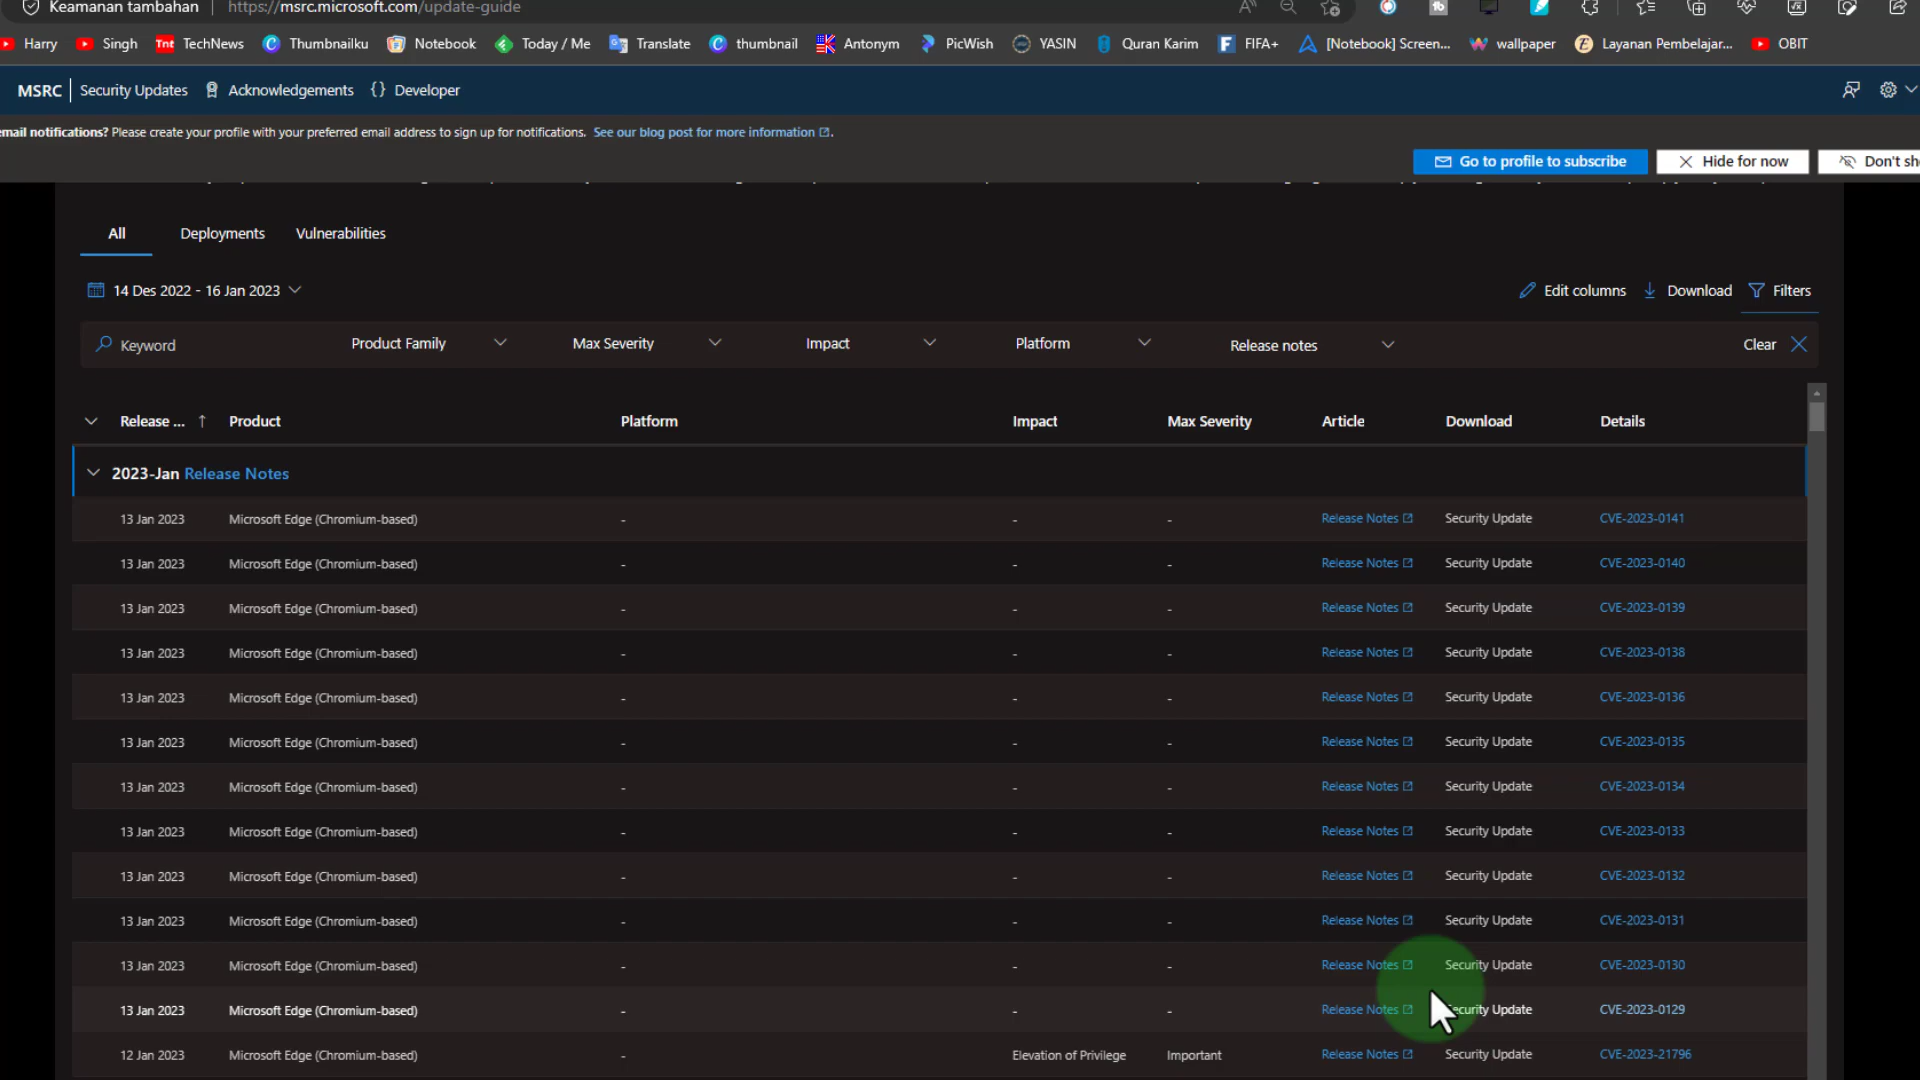 Keamanan tambahan | https://msrc.microsoft.com/update-guide
Harry Singh Tnt TechNews Thumbnailku Notebook Today / Me Translate thumbnail Antonym PicWish YASIN Quran Karim FIFA+ [Notebook] Screen... wallpaper Layanan Pembelajar... OBIT
MSRC | Security Updates Acknowledgements {} Developer
email notifications? Please create your profile with your preferred email address to sign up for notifications. See our blog post for more information.
Go to profile to subscribe Hide for now Don't sh
All Deployments Vulnerabilities
14 Des 2022 - 16 Jan 2023 Edit columns Download Filters
Keyword Product Family Max Severity Impact Platform Release notes Clear
Release ... ↑ Product Platform Impact Max Severity Article Download Details
2023-Jan Release Notes
13 Jan 2023 Microsoft Edge (Chromium-based) - - - Release Notes Security Update CVE-2023-0141
13 Jan 2023 Microsoft Edge (Chromium-based) - - - Release Notes Security Update CVE-2023-0140
13 Jan 2023 Microsoft Edge (Chromium-based) - - - Release Notes Security Update CVE-2023-0139
13 Jan 2023 Microsoft Edge (Chromium-based) - - - Release Notes Security Update CVE-2023-0138
13 Jan 2023 Microsoft Edge (Chromium-based) - - - Release Notes Security Update CVE-2023-0136
13 Jan 2023 Microsoft Edge (Chromium-based) - - - Release Notes Security Update CVE-2023-0135
13 Jan 2023 Microsoft Edge (Chromium-based) - - - Release Notes Security Update CVE-2023-0134
13 Jan 2023 Microsoft Edge (Chromium-based) - - - Release Notes Security Update CVE-2023-0133
13 Jan 2023 Microsoft Edge (Chromium-based) - - - Release Notes Security Update CVE-2023-0132
13 Jan 2023 Microsoft Edge (Chromium-based) - - - Release Notes Security Update CVE-2023-0131
13 Jan 2023 Microsoft Edge (Chromium-based) - - - Release Notes Security Update CVE-2023-0130
13 Jan 2023 Microsoft Edge (Chromium-based) - - - Release Notes Security Update CVE-2023-0129
12 Jan 2023 Microsoft Edge (Chromium-based) - Elevation of Privilege Important Release Notes Security Update CVE-2023-21796